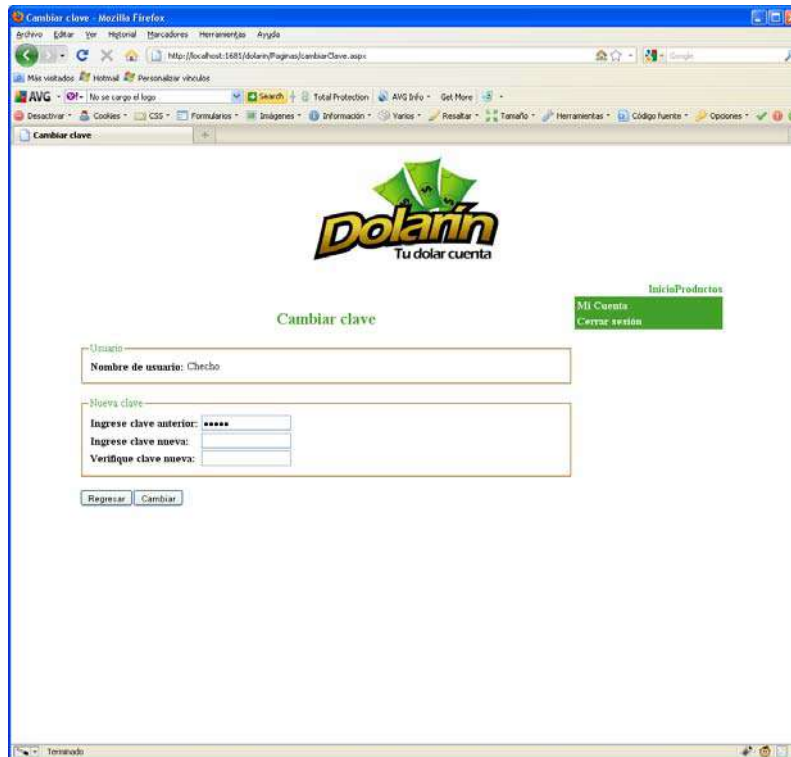 Cambiar clave - Mozilla Firefox
Archivo Editar Ver Historial Marcadores Herramientas Ayuda
http://localhost:1681/dolarin/Paginas/cambiarClave.aspx Google
Más visitados Hotmail Personalizar vínculos
AVG No se cargo el logo Search Total Protection AVG Info Get More
Desactivar Cookies CSS Formularios Imágenes Información Varios Resaltar Tamaño Herramientas Código fuente Opciones
Cambiar clave
Dolarín
Tu dolar cuenta
InicioProductos
Mi Cuenta
Cerrar sesión
Cambiar clave
Usuario
Nombre de usuario: Checho
Nueva clave
Ingrese clave anterior: •••••
Ingrese clave nueva:
Verifique clave nueva:
Regresar Cambiar
Terminado